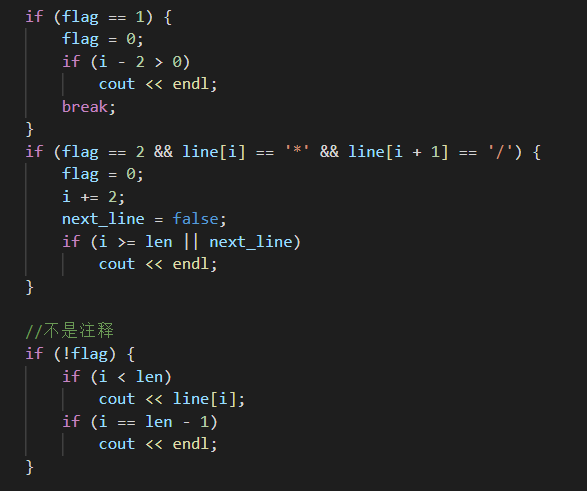 if (flag == 1) {
    flag = 0;
    if (i - 2 > 0)
        cout << endl;
    break;
}
if (flag == 2 && line[i] == '*' && line[i + 1] == '/') {
    flag = 0;
    i += 2;
    next_line = false;
    if (i >= len || next_line)
        cout << endl;
}

//不是注释
if (!flag) {
    if (i < len)
        cout << line[i];
    if (i == len - 1)
        cout << endl;
}